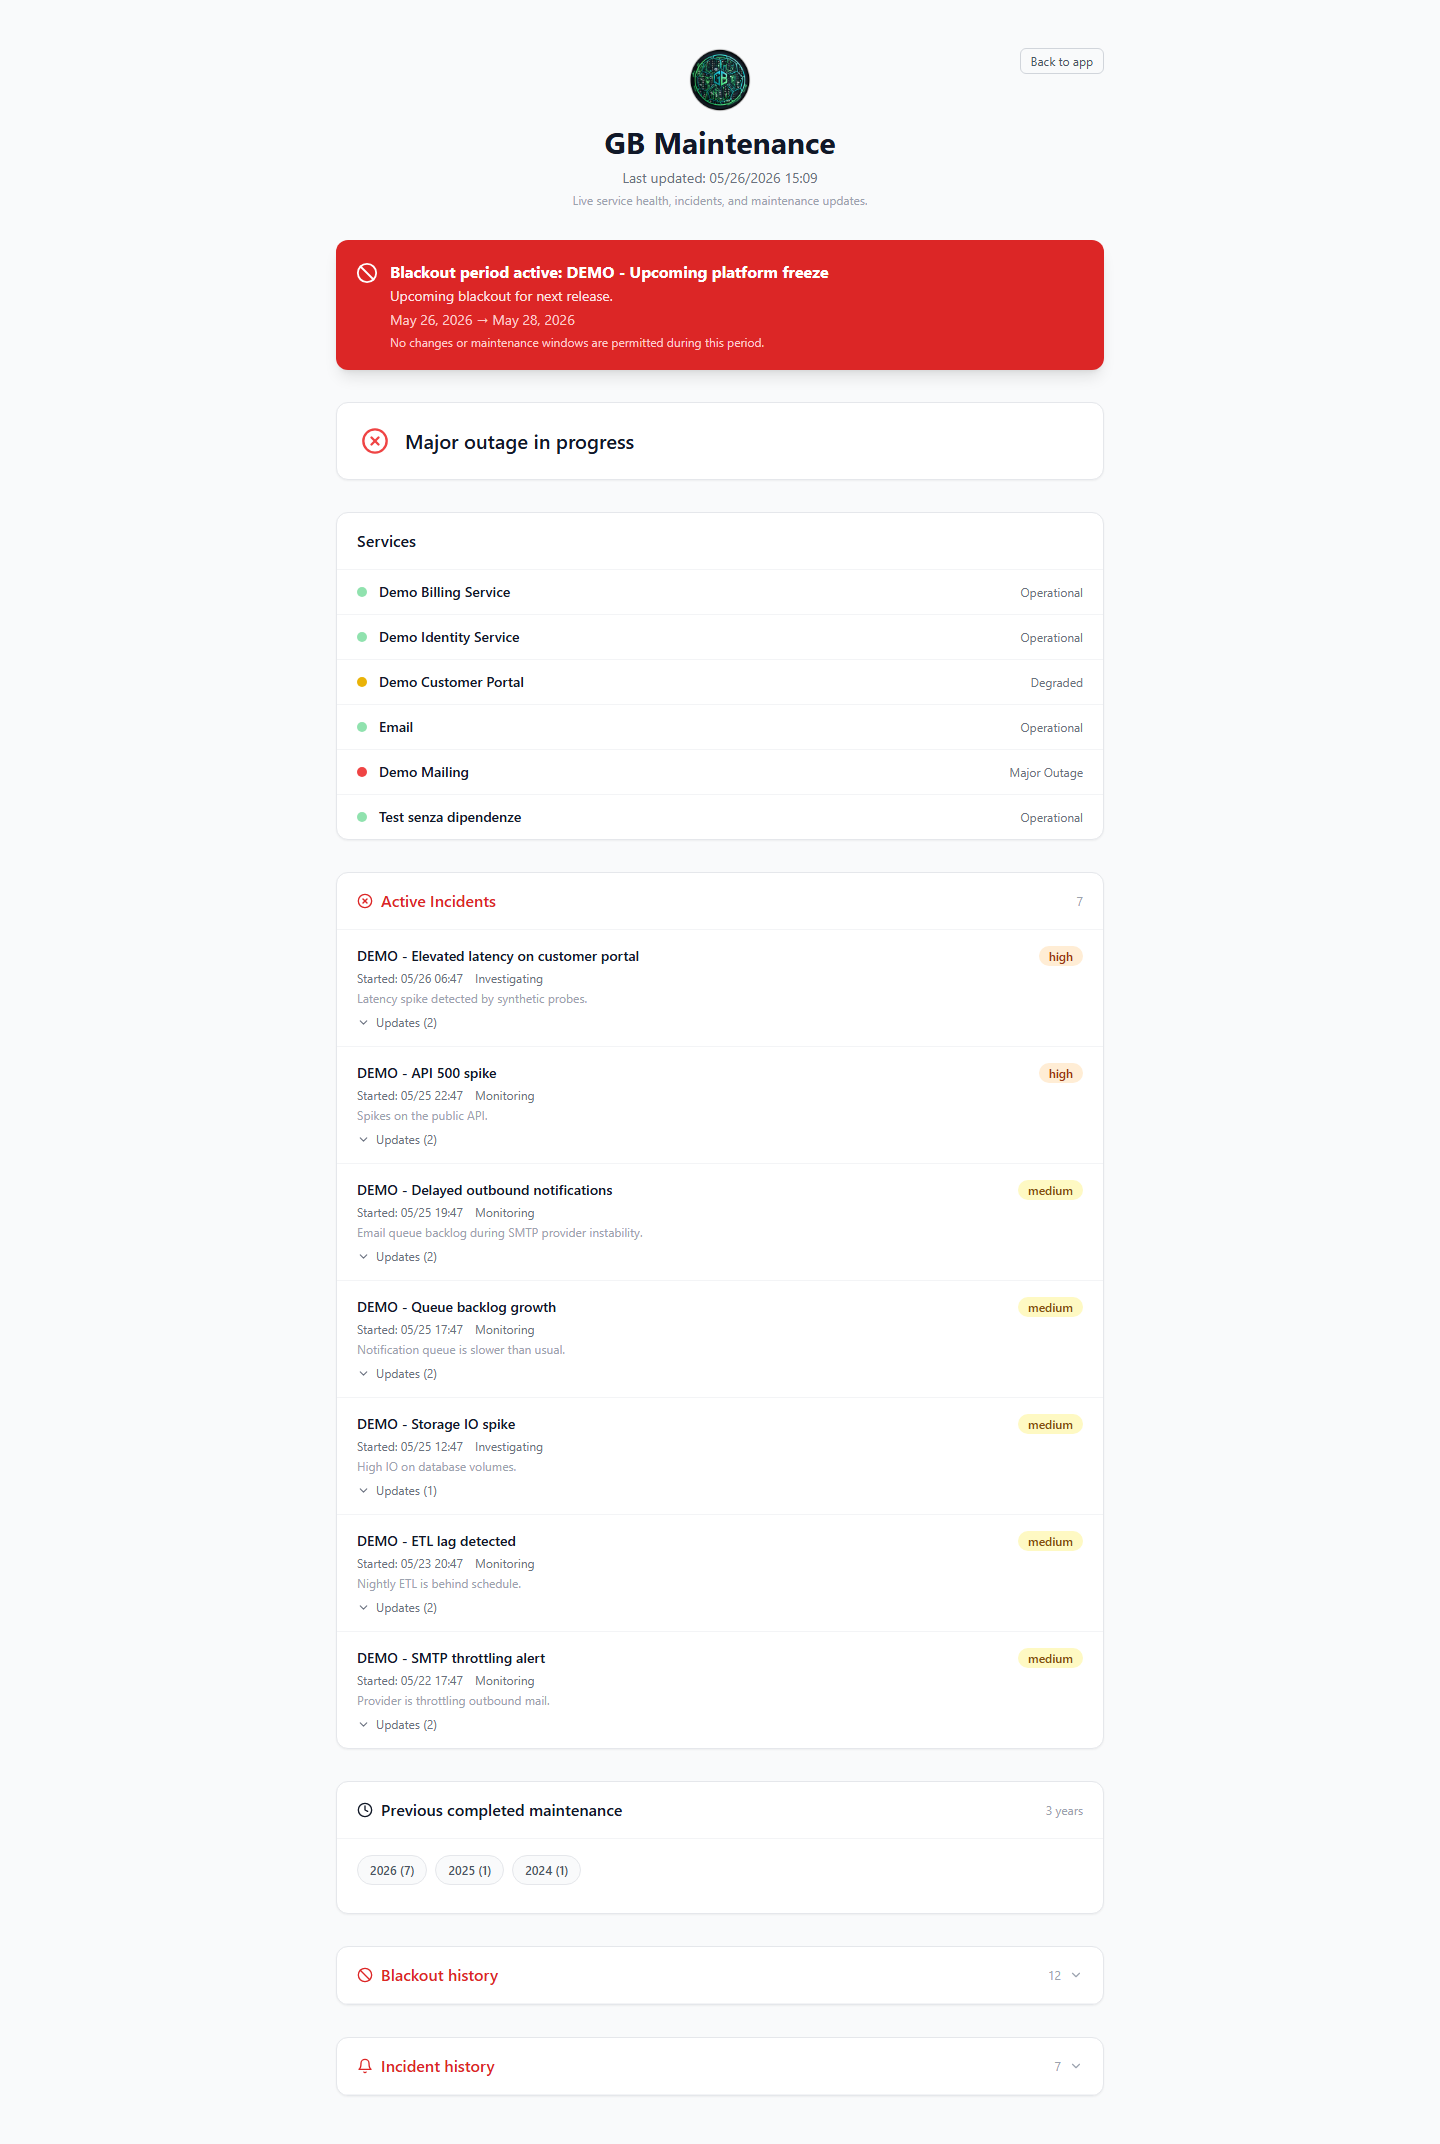 Back to app
GB Maintenance
Last updated: 05/26/2026 15:09
Live service health, incidents, and maintenance updates.
Blackout period active: DEMO - Upcoming platform freeze
Upcoming blackout for next release.
May 26, 2026 → May 28, 2026
No changes or maintenance windows are permitted during this period.
Major outage in progress
Services
Demo Billing Service Operational
Demo Identity Service Operational
Demo Customer Portal Degraded
Email Operational
Demo Mailing Major Outage
Test senza dipendenze Operational
Active Incidents 7
DEMO - Elevated latency on customer portal high
Started: 05/26 06:47 Investigating
Latency spike detected by synthetic probes.
Updates (2)
DEMO - API 500 spike high
Started: 05/25 22:47 Monitoring
Spikes on the public API.
Updates (2)
DEMO - Delayed outbound notifications medium
Started: 05/25 19:47 Monitoring
Email queue backlog during SMTP provider instability.
Updates (2)
DEMO - Queue backlog growth medium
Started: 05/25 17:47 Monitoring
Notification queue is slower than usual.
Updates (2)
DEMO - Storage IO spike medium
Started: 05/25 12:47 Investigating
High IO on database volumes.
Updates (1)
DEMO - ETL lag detected medium
Started: 05/23 20:47 Monitoring
Nightly ETL is behind schedule.
Updates (2)
DEMO - SMTP throttling alert medium
Started: 05/22 17:47 Monitoring
Provider is throttling outbound mail.
Updates (2)
Previous completed maintenance 3 years
2026 (7) 2025 (1) 2024 (1)
Blackout history 12
Incident history 7